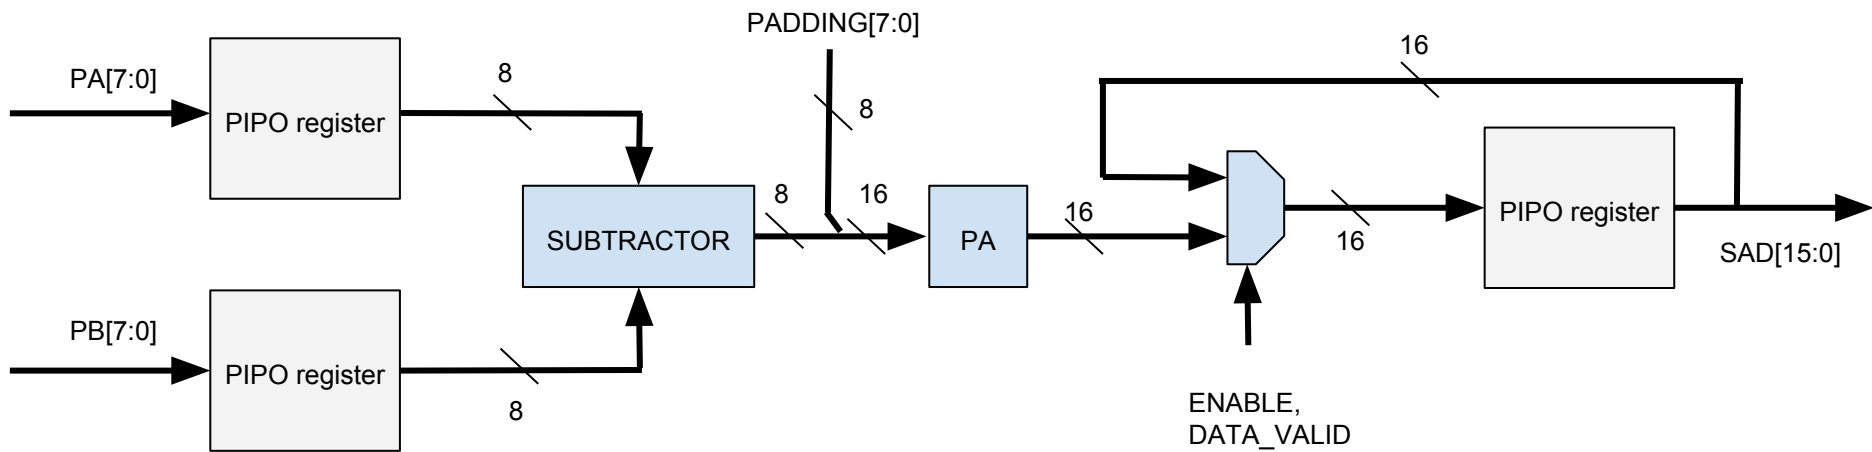 PADDING[7:0]
PA[7:0]
PIPO register
8
8
16
SUBTRACTOR
8
16
PA
16
16
PIPO register
SAD[15:0]
PB[7:0]
PIPO register
8
ENABLE,
DATA_VALID